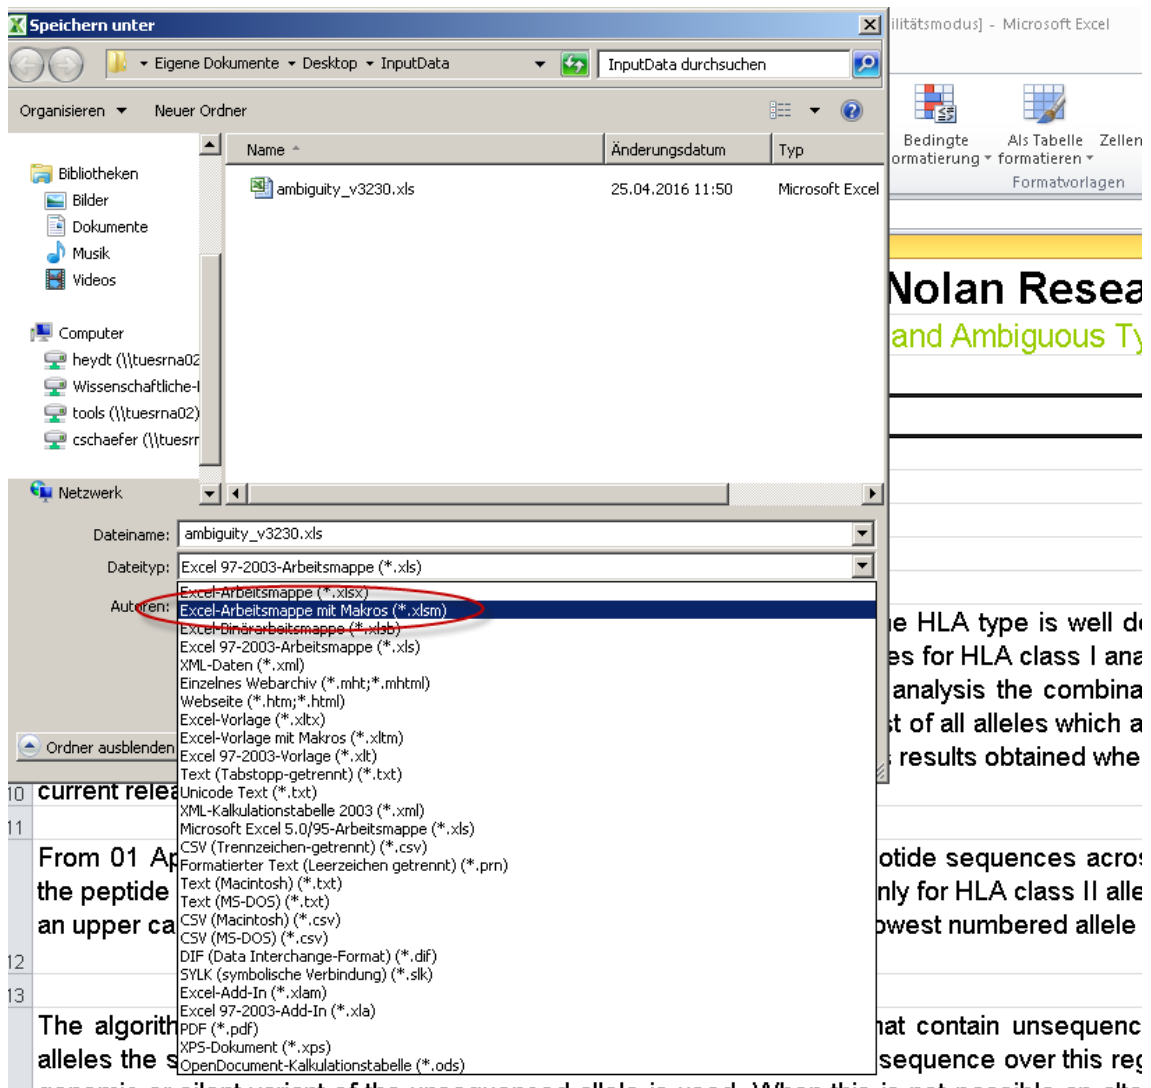 Speichern unter
ilitätsmodus] - Microsoft Excel
Eigene Dokumente Desktop InputData
InputData durchsuchen
Organisieren Neuer Ordner
Bedingte
Als Tabelle
Zellen
ormatierung
formatieren
Formatvorlagen
Name
Änderungsdatum
Typ
ambiguity_v3230.xls
25.04.2016 11:50
Microsoft Excel
Bibliotheken
Bilder
Dokumente
Musik
Videos
Computer
heydt (\\tuesrna02
Wissenschaftliche-
tools (\\tuesrna02)
cschaefer (\\tuesrr
Netzwerk
Nolan Resea
and Ambiguous Ty
Dateiname: ambiguity_v3230.xls
Dateityp: Excel 97-2003-Arbeitsmappe (*.xls)
Autoren:
Excel-Arbeitsmappe (*.xlsx)
Excel-Arbeitsmappe mit Makros (*.xlsm)
Excel-Binärarbeitsmappe (*.xlsb)
Excel 97-2003-Arbeitsmappe (*.xls)
XML-Daten (*.xml)
Einzelnes Webarchiv (*.mht;*.mhtml)
Webseite (*.htm;*.html)
Excel-Vorlage (*.xltx)
Excel-Vorlage mit Makros (*.xltm)
Excel 97-2003-Vorlage (*.xlt)
Text (Tabstopp-getrennt) (*.txt)
Unicode Text (*.txt)
XML-Kalkulationstabelle 2003 (*.xml)
Microsoft Excel 5.0/95-Arbeitsmappe (*.xls)
CSV (Trennzeichen-getrennt) (*.csv)
Formatierter Text (Leerzeichen getrennt) (*.prn)
Text (Macintosh) (*.txt)
Text (MS-DOS) (*.txt)
CSV (Macintosh) (*.csv)
CSV (MS-DOS) (*.csv)
DIF (Data Interchange-Format) (*.dif)
SYLK (symbolische Verbindung) (*.slk)
Excel-Add-In (*.xlam)
Excel 97-2003-Add-In (*.xla)
PDF (*.pdf)
XPS-Dokument (*.xps)
OpenDocument-Kalkulationstabelle (*.ods)
Ordner ausblenden
e HLA type is well d
es for HLA class I ana
analysis the combina
st of all alleles which a
results obtained whe
10 current relea
11
From 01 Ap otide sequences acros
the peptide nly for HLA class II alle
an upper ca owest numbered allele
12
13
The algorith hat contain unsequenc
alleles the s sequence over this reg